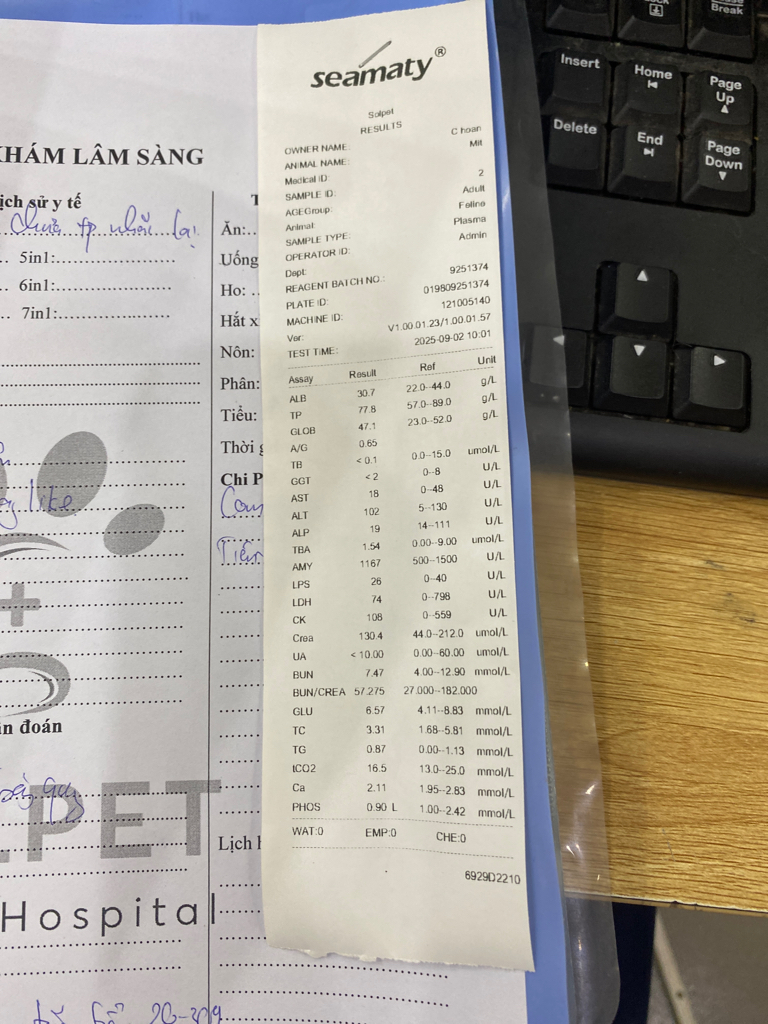 seamaty®
Solpet
RESULTS
OWNER NAME: C hoan
ANIMAL NAME: Mit
Medical ID:
SAMPLE ID: 2
AGEGroup: Adult
Animal: Feline
SAMPLE TYPE: Plasma
OPERATOR ID: Admin
Dept:
REAGENT BATCH NO.: 9251374
PLATE ID: 019809251374
MACHINE ID: 121005140
Ver: V1.00.01.23/1.00.01.57
TEST TIME: 2025-09-02 10:01
Assay Result Ref Unit
ALB 30.7 22.0--44.0 g/L
TP 77.8 57.0--89.0 g/L
GLOB 47.1 23.0--52.0 g/L
A/G 0.65
TB <0.1 0.0--15.0 umol/L
GGT <2 0--8 U/L
AST 18 0--48 U/L
ALT 102 5--130 U/L
ALP 19 14--111 U/L
TBA 1.54 0.00--9.00 umol/L
AMY 1167 500--1500 U/L
LPS 26 0--40 U/L
LDH 74 0--798 U/L
CK 108 0--559 U/L
Crea 130.4 44.0--212.0 umol/L
UA <10.00 0.00--60.00 umol/L
BUN 7.47 4.00--12.90 mmol/L
BUN/CREA 57.275 27.000--182.000
GLU 6.57 4.11--8.83 mmol/L
TC 3.31 1.68--5.81 mmol/L
TG 0.87 0.00--1.13 mmol/L
tCO2 16.5 13.0--25.0 mmol/L
Ca 2.11 1.95--2.83 mmol/L
PHOS 0.90 L 1.00--2.42 mmol/L
WAT:0 EMP:0 CHE:0
6929D2210
KHÁM LÂM SÀNG
ịch sử y tế
5in1:
6in1:
7in1:
lite
n đoán
PET
Hospital
Ăn:
Uống
Ho:
Hắt x
Nôn:
Phân:
Tiểu:
Thời g
Chi P
Lịch h
Insert
Home
Page Up
Delete
End
Page Down
Break